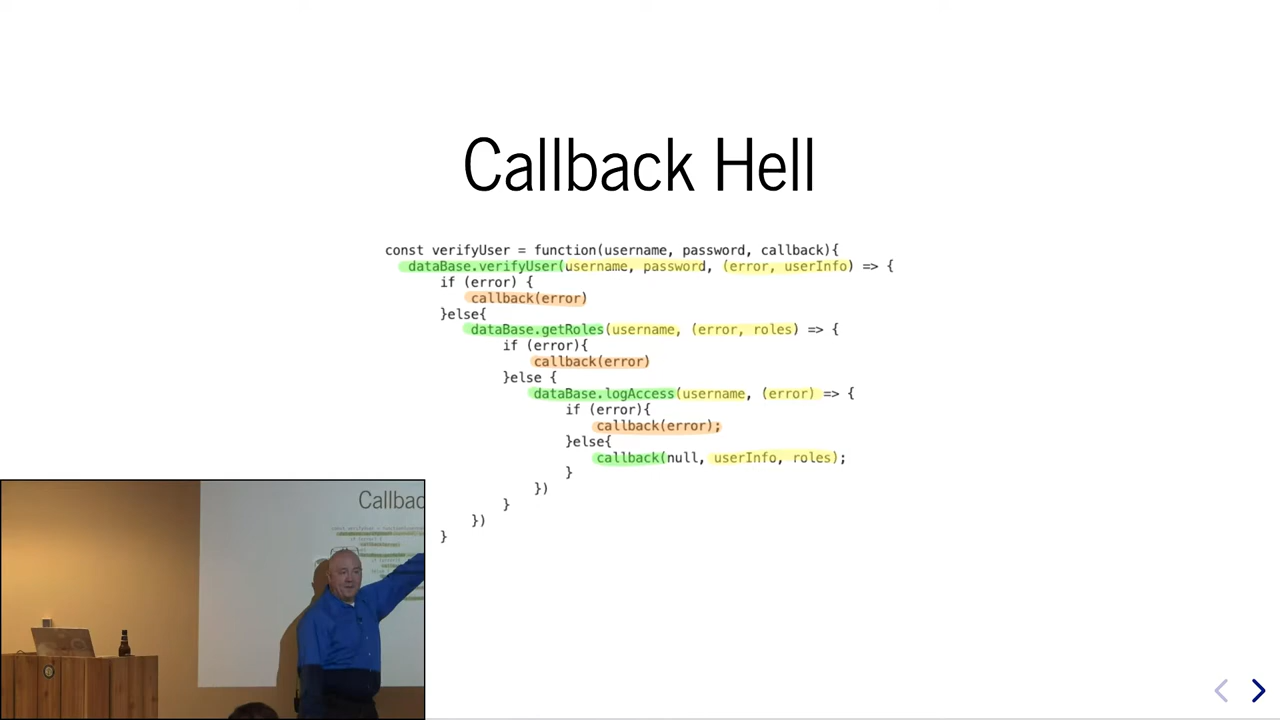 Callback Hell
const verifyUser = function(username, password, callback){
dataBase.verifyUser(username, password, (error, userInfo) => {
if (error) {
callback(error)
}else{
dataBase.getRoles(username, (error, roles) => {
if (error){
callback(error)
}else {
dataBase.logAccess(username, (error) => {
if (error){
callback(error);
}else{
callback(null, userInfo, roles);
}
})
}
})
}
Callbac